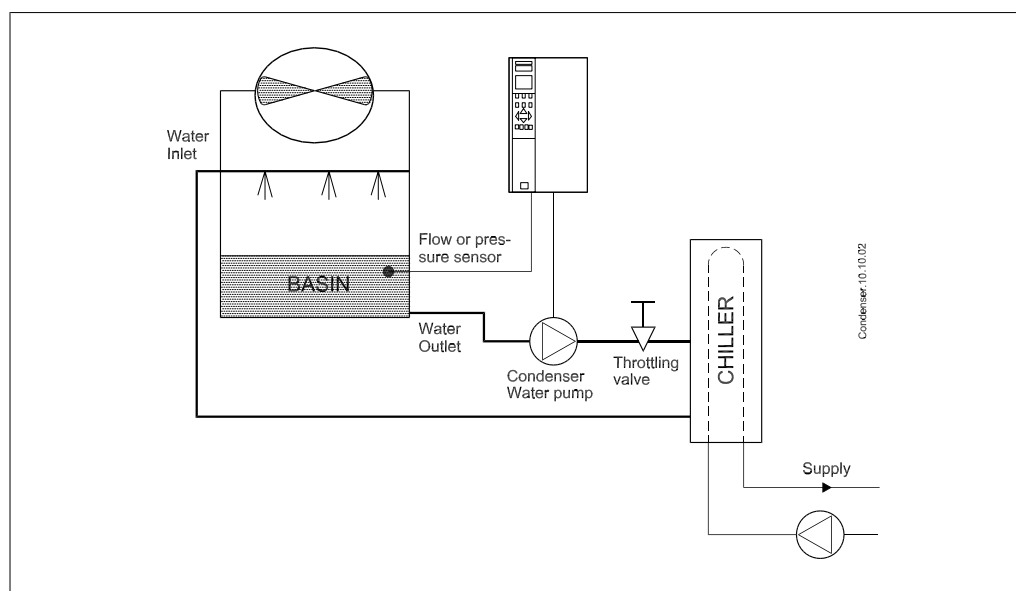 Water
Inlet
Flow or pres-
sure sensor
BASIN
Water
Outlet
Condenser
Water pump
Throttling
valve
CHILLER
Condenser.10.10.02
Supply